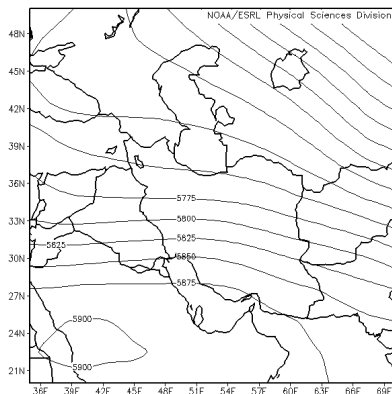 NOAA/ESRL Physical Sciences Division
48N
45N
42N
39N
36N
33N
30N
27N
24N
21N
5775
5800
5825
5825
5850
5875
5900
5900
36E 39E 42E 45E 48E 51E 54E 57E 60E 63E 66E 69E